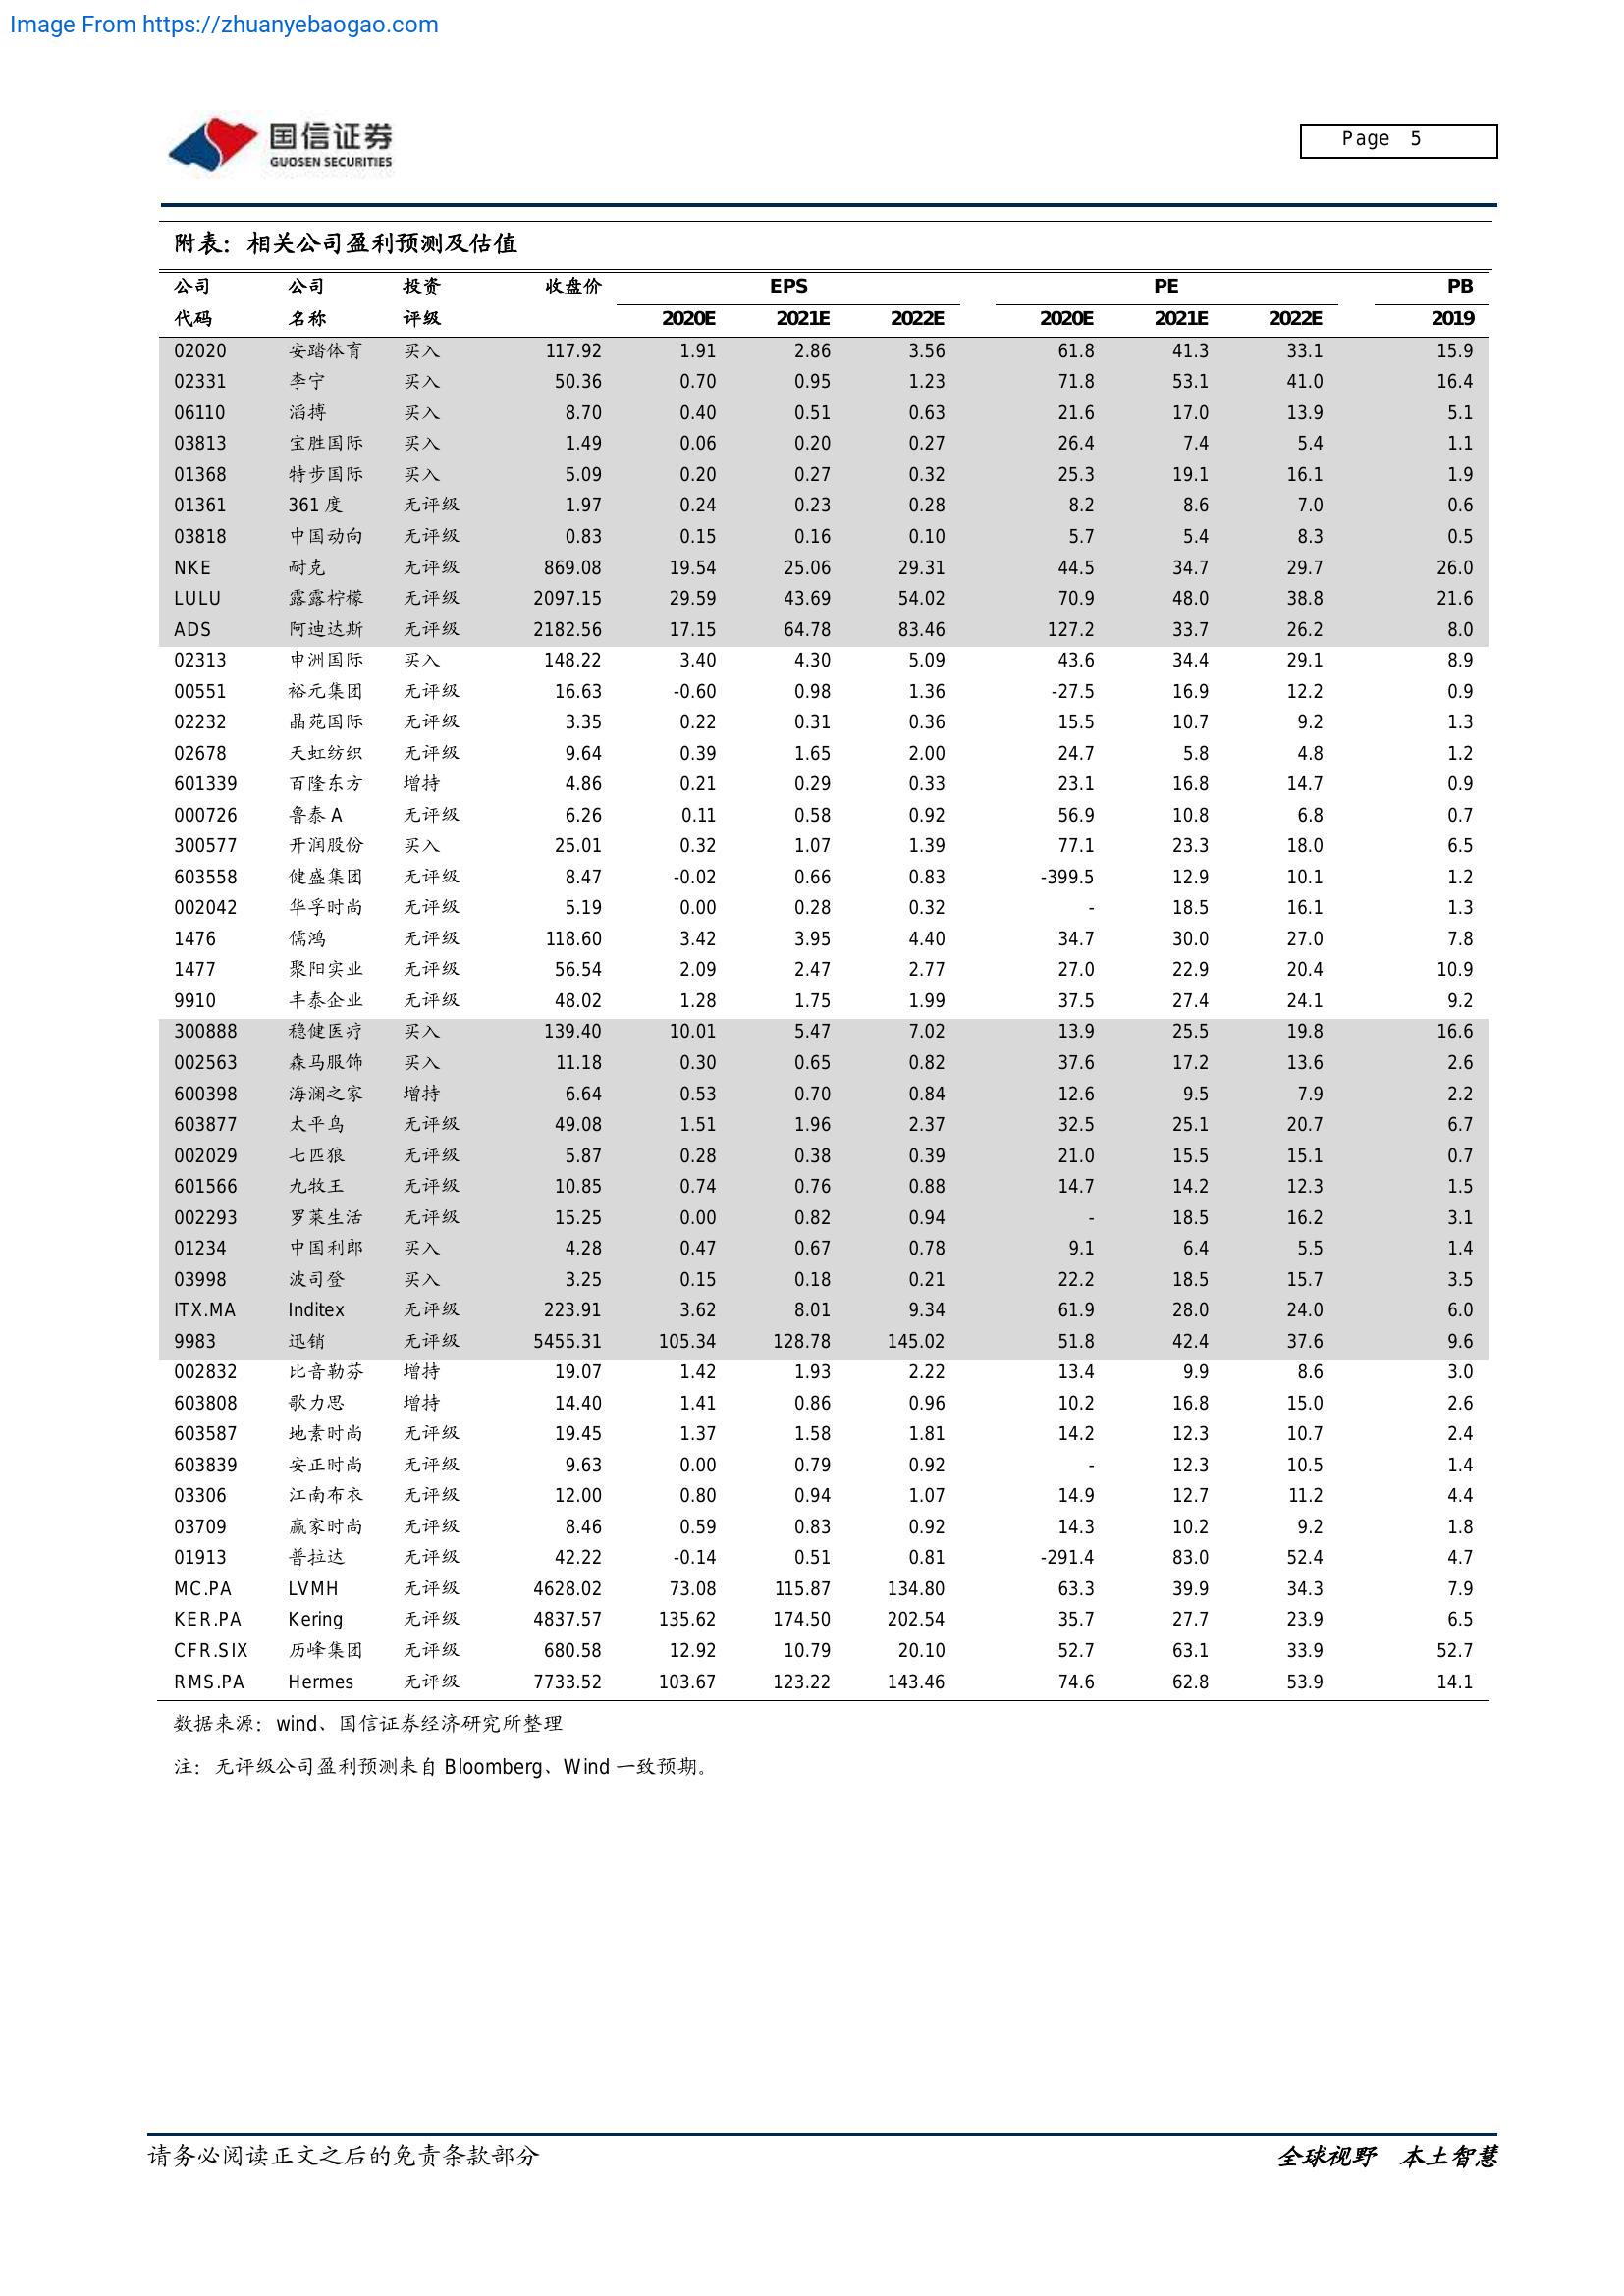 Image From https://zhuanyebaogao.com
国信证券
GUOSEN SECURITIES
Page 5
附表：相关公司盈利预测及估值
公司 公司 投资 收盘价 EPS PE PB
代码 名称 评级 2020E 2021E 2022E 2020E 2021E 2022E 2019
02020 安踏体育 买入 117.92 1.91 2.86 3.56 61.8 41.3 33.1 15.9
02331 李宁 买入 50.36 0.70 0.95 1.23 71.8 53.1 41.0 16.4
06110 滔搏 买入 8.70 0.40 0.51 0.63 21.6 17.0 13.9 5.1
03813 宝胜国际 买入 1.49 0.06 0.20 0.27 26.4 7.4 5.4 1.1
01368 特步国际 买入 5.09 0.20 0.27 0.32 25.3 19.1 16.1 1.9
01361 361 度 无评级 1.97 0.24 0.23 0.28 8.2 8.6 7.0 0.6
03818 中国动向 无评级 0.83 0.15 0.16 0.10 5.7 5.4 8.3 0.5
NKE 耐克 无评级 869.08 19.54 25.06 29.31 44.5 34.7 29.7 26.0
LULU 露露柠檬 无评级 2097.15 29.59 43.69 54.02 70.9 48.0 38.8 21.6
ADS 阿迪达斯 无评级 2182.56 17.15 64.78 83.46 127.2 33.7 26.2 8.0
02313 申洲国际 买入 148.22 3.40 4.30 5.09 43.6 34.4 29.1 8.9
00551 裕元集团 无评级 16.63 -0.60 0.98 1.36 -27.5 16.9 12.2 0.9
02232 晶苑国际 无评级 3.35 0.22 0.31 0.36 15.5 10.7 9.2 1.3
02678 天虹纺织 无评级 9.64 0.39 1.65 2.00 24.7 5.8 4.8 1.2
601339 百隆东方 增持 4.86 0.21 0.29 0.33 23.1 16.8 14.7 0.9
000726 鲁泰 A 无评级 6.26 0.11 0.58 0.92 56.9 10.8 6.8 0.7
300577 开润股份 买入 25.01 0.32 1.07 1.39 77.1 23.3 18.0 6.5
603558 健盛集团 无评级 8.47 -0.02 0.66 0.83 -399.5 12.9 10.1 1.2
002042 华孚时尚 无评级 5.19 0.00 0.28 0.32 - 18.5 16.1 1.3
1476 儒鸿 无评级 118.60 3.42 3.95 4.40 34.7 30.0 27.0 7.8
1477 聚阳实业 无评级 56.54 2.09 2.47 2.77 27.0 22.9 20.4 10.9
9910 丰泰企业 无评级 48.02 1.28 1.75 1.99 37.5 27.4 24.1 9.2
300888 稳健医疗 买入 139.40 10.01 5.47 7.02 13.9 25.5 19.8 16.6
002563 森马服饰 买入 11.18 0.30 0.65 0.82 37.6 17.2 13.6 2.6
600398 海澜之家 增持 6.64 0.53 0.70 0.84 12.6 9.5 7.9 2.2
603877 太平鸟 无评级 49.08 1.51 1.96 2.37 32.5 25.1 20.7 6.7
002029 七匹狼 无评级 5.87 0.28 0.38 0.39 21.0 15.5 15.1 0.7
601566 九牧王 无评级 10.85 0.74 0.76 0.88 14.7 14.2 12.3 1.5
002293 罗莱生活 无评级 15.25 0.00 0.82 0.94 - 18.5 16.2 3.1
01234 中国利郎 买入 4.28 0.47 0.67 0.78 9.1 6.4 5.5 1.4
03998 波司登 买入 3.25 0.15 0.18 0.21 22.2 18.5 15.7 3.5
ITX.MA Inditex 无评级 223.91 3.62 8.01 9.34 61.9 28.0 24.0 6.0
9983 迅销 无评级 5455.31 105.34 128.78 145.02 51.8 42.4 37.6 9.6
002832 比音勒芬 增持 19.07 1.42 1.93 2.22 13.4 9.9 8.6 3.0
603808 歌力思 增持 14.40 1.41 0.86 0.96 10.2 16.8 15.0 2.6
603587 地素时尚 无评级 19.45 1.37 1.58 1.81 14.2 12.3 10.7 2.4
603839 安正时尚 无评级 9.63 0.00 0.79 0.92 - 12.3 10.5 1.4
03306 江南布衣 无评级 12.00 0.80 0.94 1.07 14.9 12.7 11.2 4.4
03709 赢家时尚 无评级 8.46 0.59 0.83 0.92 14.3 10.2 9.2 1.8
01913 普拉达 无评级 42.22 -0.14 0.51 0.81 -291.4 83.0 52.4 4.7
MC.PA LVMH 无评级 4628.02 73.08 115.87 134.80 63.3 39.9 34.3 7.9
KER.PA Kering 无评级 4837.57 135.62 174.50 202.54 35.7 27.7 23.9 6.5
CFR.SIX 历峰集团 无评级 680.58 12.92 10.79 20.10 52.7 63.1 33.9 52.7
RMS.PA Hermes 无评级 7733.52 103.67 123.22 143.46 74.6 62.8 53.9 14.1
数据来源：wind、国信证券经济研究所整理
注：无评级公司盈利预测来自 Bloomberg、Wind 一致预期。
请务必阅读正文之后的免责条款部分
全球视野 本土智慧